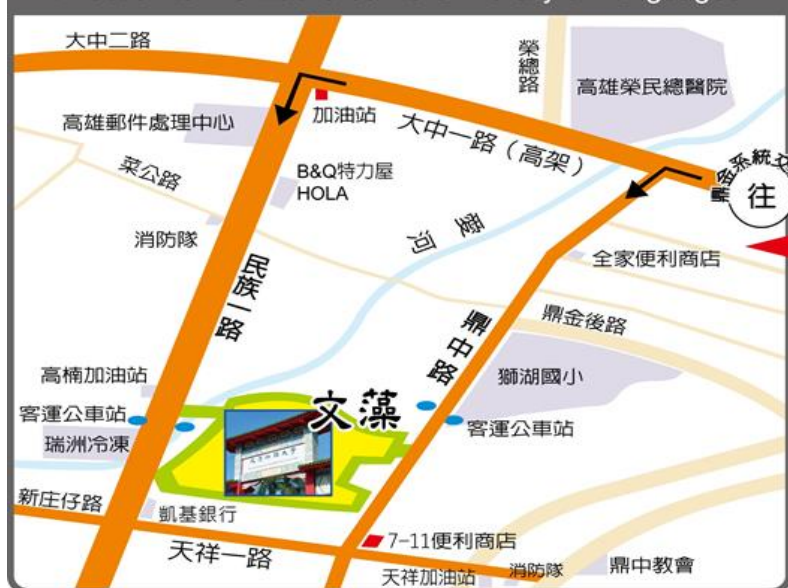 大中二路
榮總路
高雄榮民總醫院
高雄郵件處理中心
加油站
大中一路（高架）
菜公路
B&Q特力屋
HOLA
鼎金系統交
往
愛河
消防隊
全家便利商店
民族一路
鼎中路
鼎金後路
高楠加油站
文藻
獅湖國小
客運公車站
客運公車站
瑞洲冷凍
新庄仔路
凱基銀行
天祥一路
7-11便利商店
天祥加油站
消防隊
鼎中教會